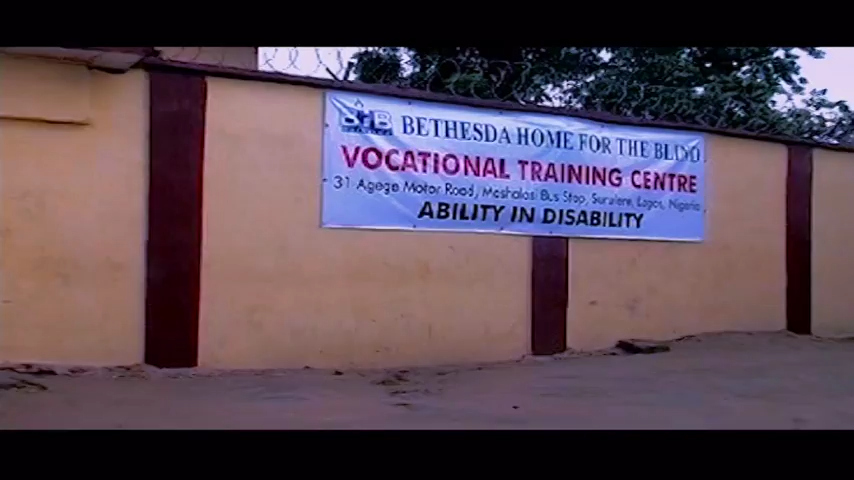 BHB
BETHESDA HOME FOR THE BLIND
VOCATIONAL TRAINING CENTRE
31 Agege Motor Road, Moshalasi Bus Stop, Surulere, Lagos, Nigeria
ABILITY IN DISABILITY